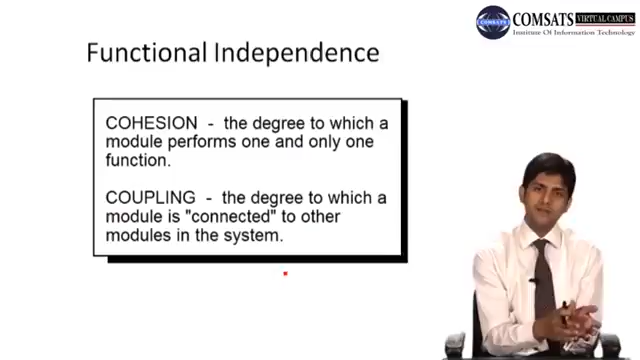 COMSATS VIRTUAL CAMPUS
Institute Of Information Technology
Functional Independence
COHESION - the degree to which a
module performs one and only one
function.
COUPLING - the degree to which a
module is "connected" to other
modules in the system.